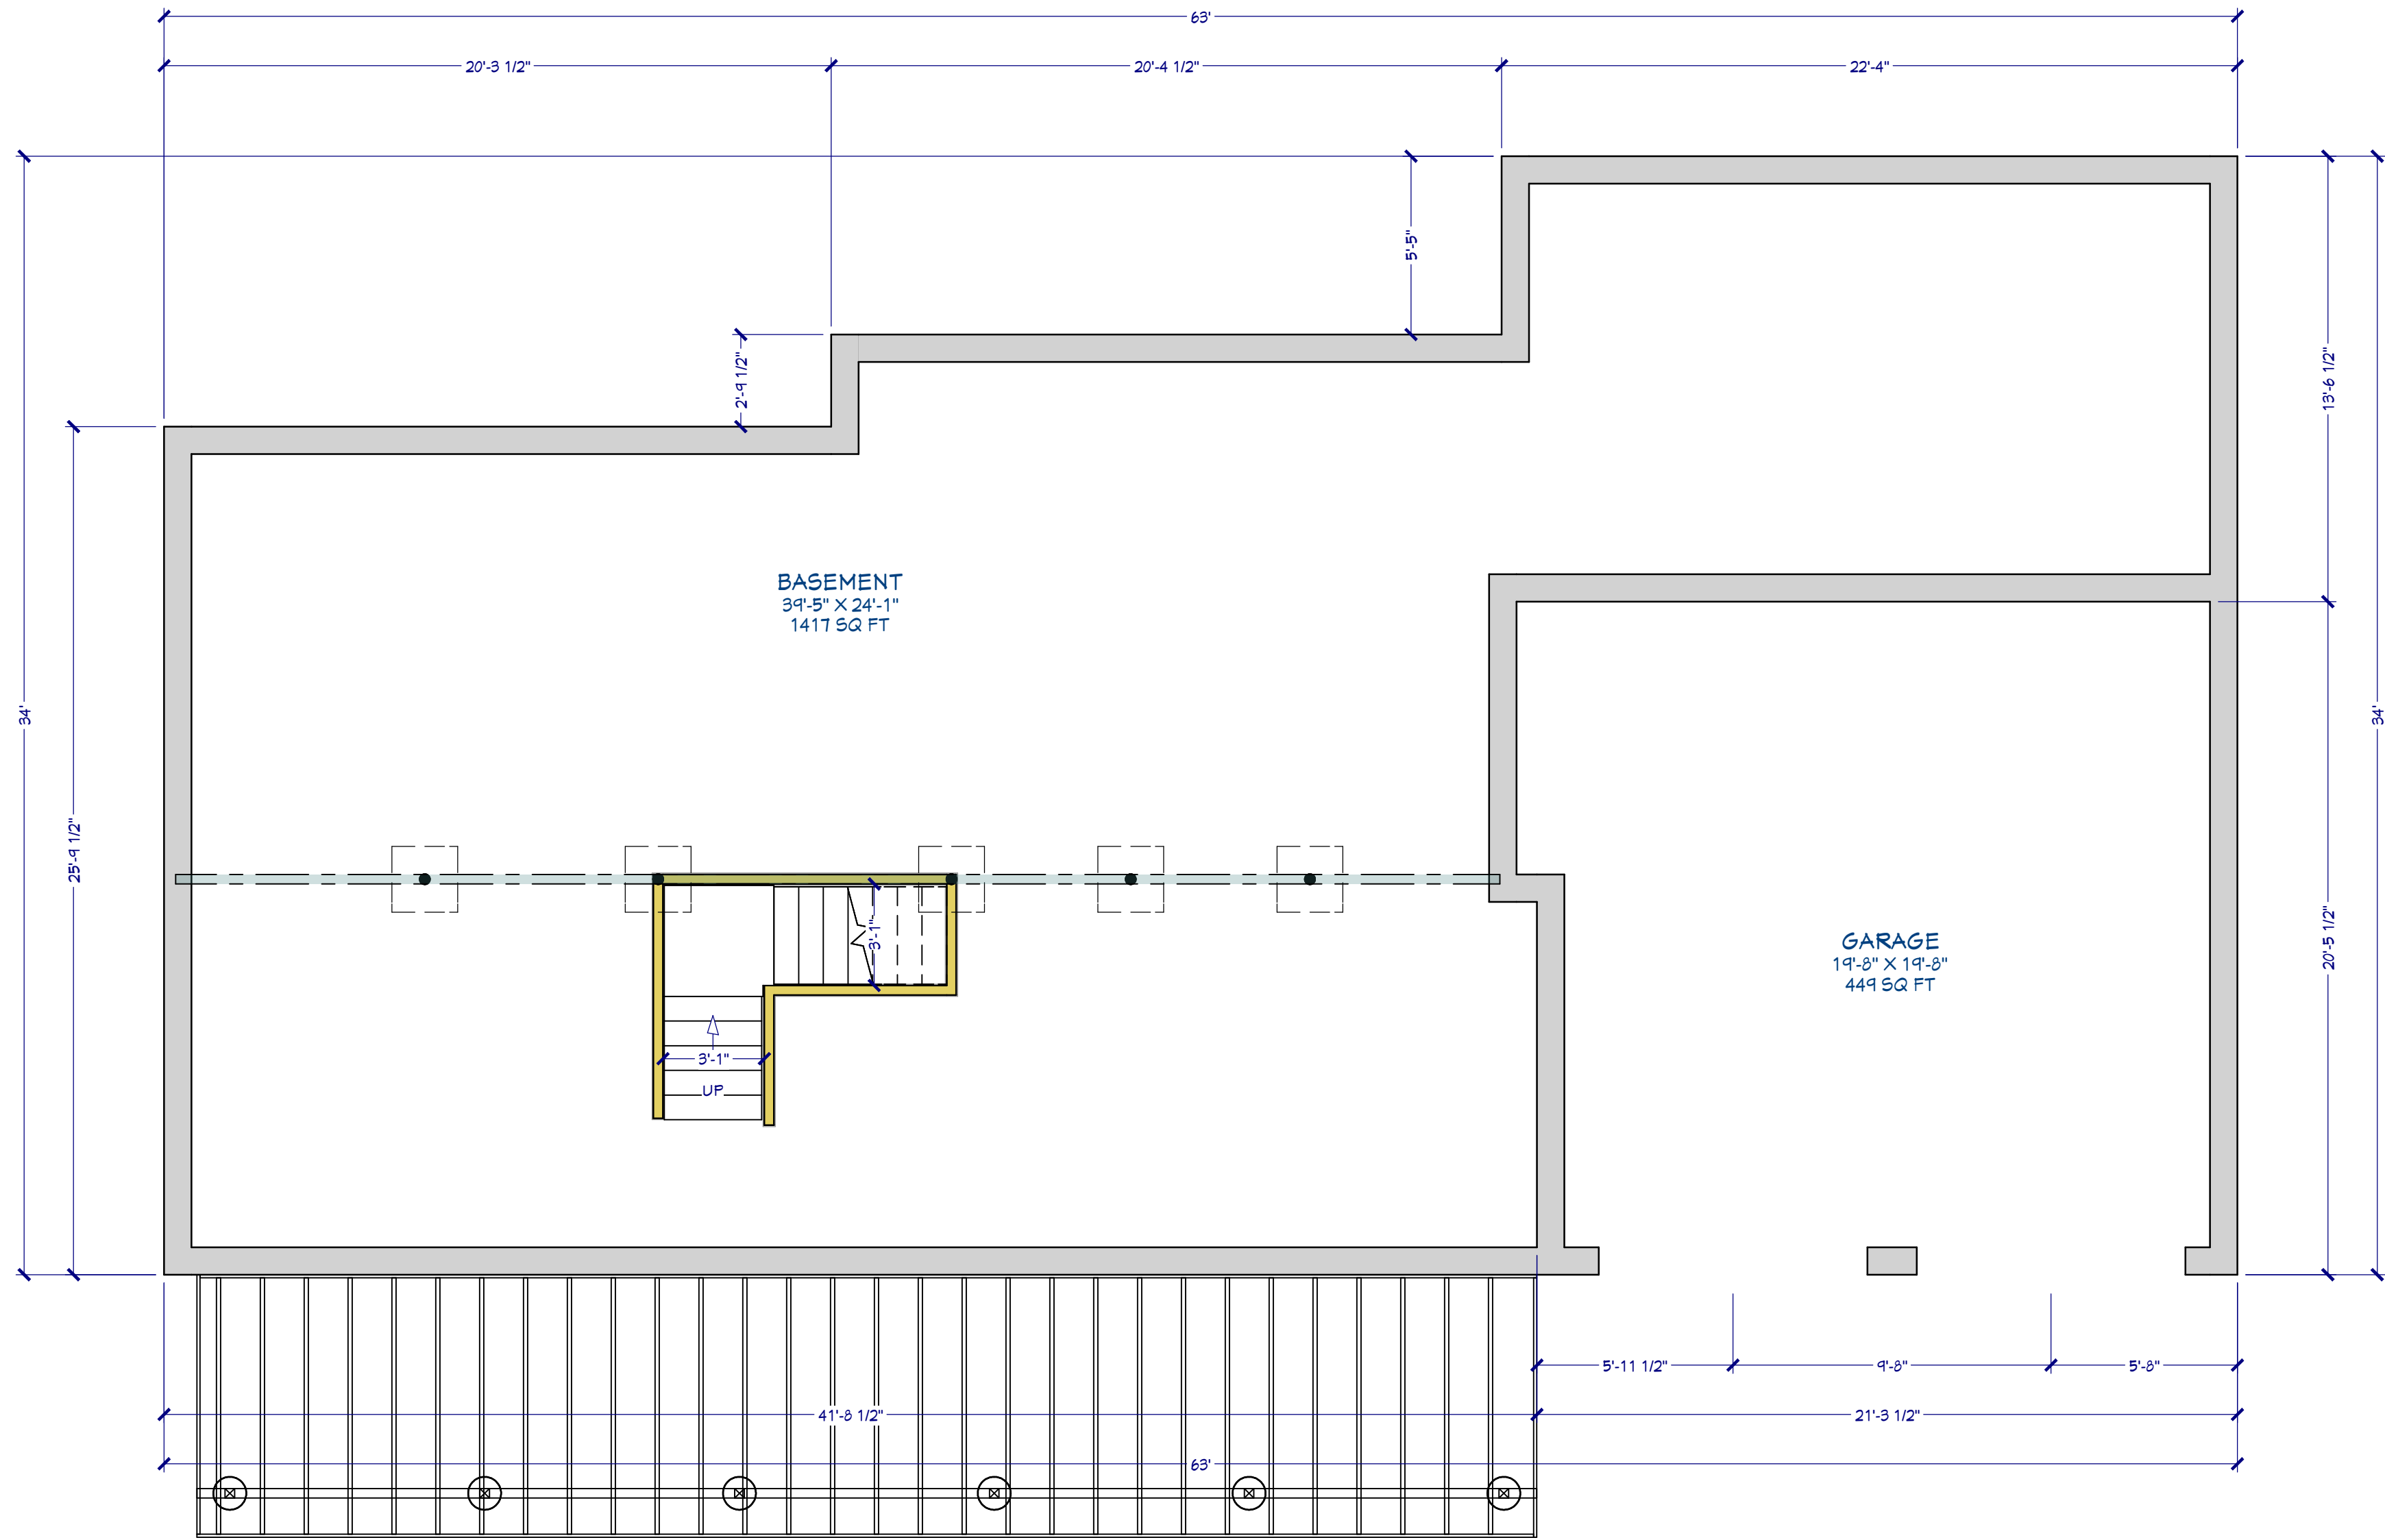 63'
20'-3 1/2"
20'-4 1/2"
22'-4"
5'-5"
2'-9 1/2"
13'-6 1/2"
BASEMENT
39'-5" X 24'-1"
1417 SQ FT
34'
34'
25'-9 1/2"
3'-1"
GARAGE
19'-8" X 19'-8"
449 SQ FT
20'-5 1/2"
3'-1"
UP
5'-11 1/2"
9'-8"
5'-8"
41'-8 1/2"
21'-3 1/2"
63'